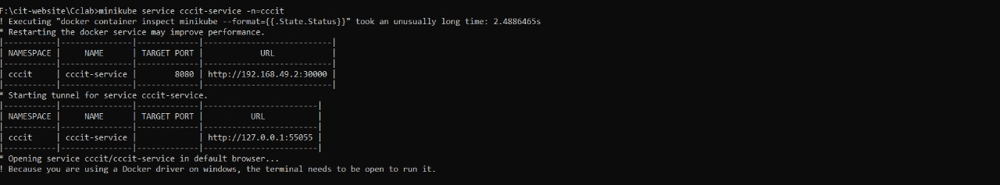 F:\cit-website\Cclab>minikube service cccit-service -n=cccit
! Executing "docker container inspect minikube --format={{.State.Status}}" took an unusually long time: 2.4886465s
* Restarting the docker service may improve performance.
|-----------|---------------|-------------|---------------------------|
| NAMESPACE |     NAME      | TARGET PORT |            URL            |
|-----------|---------------|-------------|---------------------------|
| cccit     | cccit-service |        8080 | http://192.168.49.2:30000 |
|-----------|---------------|-------------|---------------------------|
* Starting tunnel for service cccit-service.
|-----------|---------------|-------------|------------------------|
| NAMESPACE |     NAME      | TARGET PORT |          URL           |
|-----------|---------------|-------------|------------------------|
| cccit     | cccit-service |             | http://127.0.0.1:55055 |
|-----------|---------------|-------------|------------------------|
* Opening service cccit/cccit-service in default browser...
! Because you are using a Docker driver on windows, the terminal needs to be open to run it.